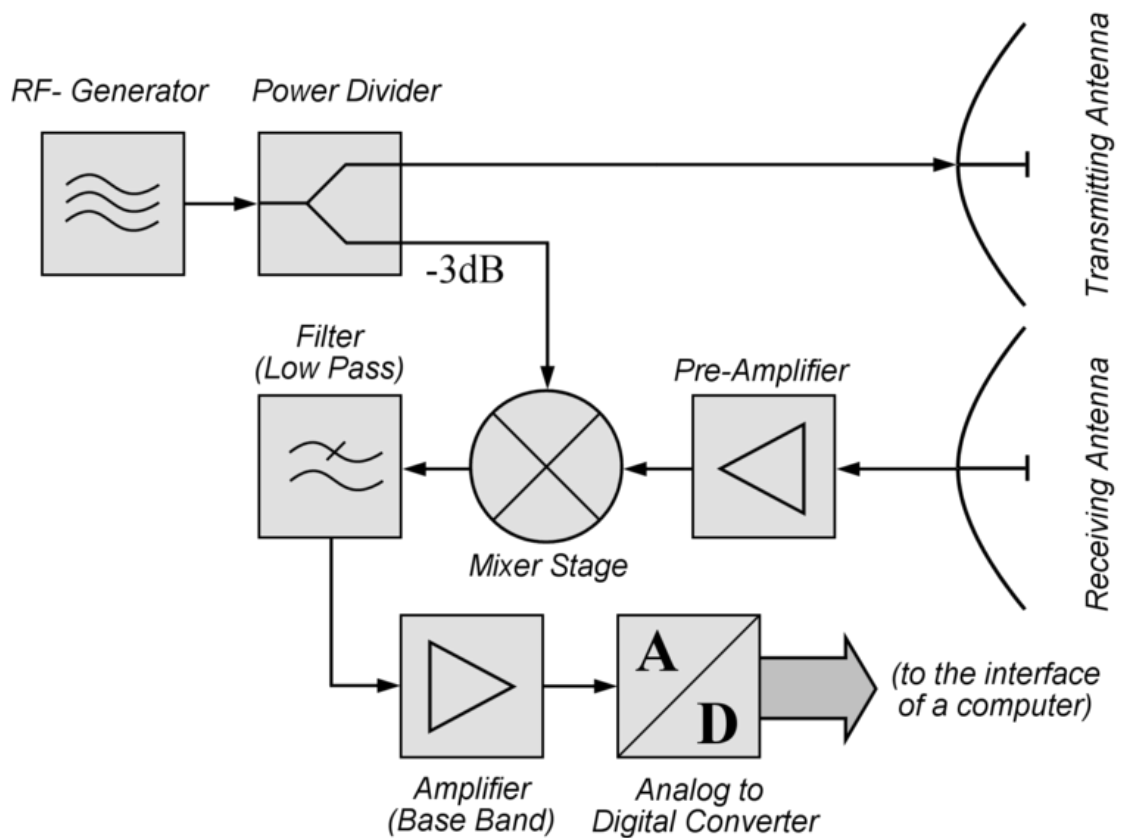 RF- Generator
Power Divider
Transmitting Antenna
-3dB
Filter
(Low Pass)
Pre-Amplifier
Receiving Antenna
Mixer Stage
A
D
(to the interface
of a computer)
Amplifier
(Base Band)
Analog to
Digital Converter